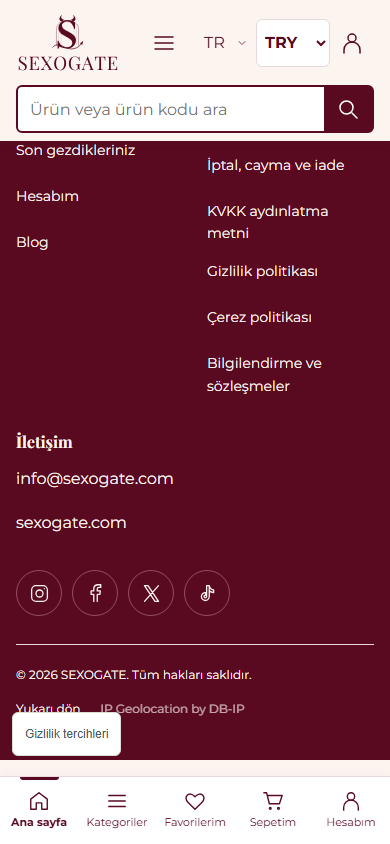 SEXOGATE
TR
TRY
Ürün veya ürün kodu ara
Son gezdikleriniz
Hesabım
Blog
İptal, cayma ve iade
KVKK aydınlatma
metni
Gizlilik politikası
Çerez politikası
Bilgilendirme ve
sözleşmeler
İletişim
info@sexogate.com
sexogate.com
© 2026 SEXOGATE. Tüm hakları saklıdır.
Yukarı dön
IP Geolocation by DB-IP
Gizlilik tercihleri
Ana sayfa
Kategoriler
Favorilerim
Sepetim
Hesabım